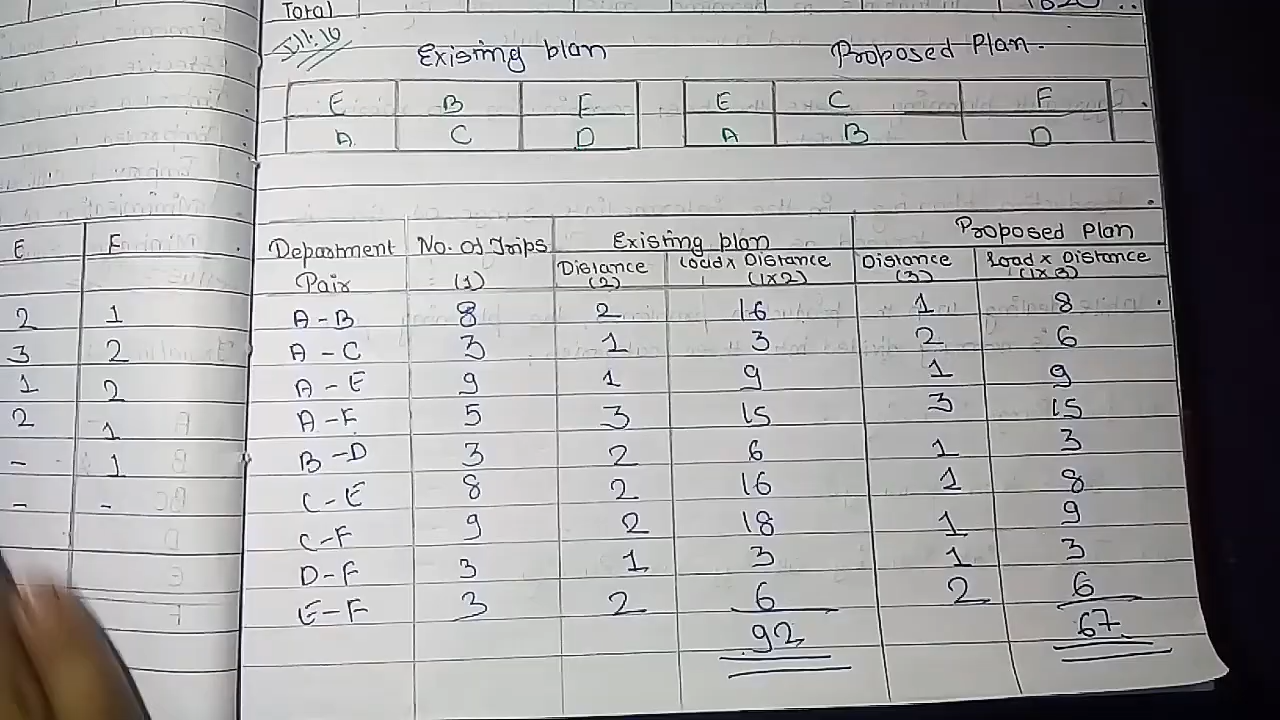 Total 1620
Ill: 10
Existing plan Proposed Plan
E B F E C F
A C D A B D
E F Department No. of Trips Existing plan Proposed Plan
Pair (1) Distance Load x Distance Distance Load x Distance
(2) (1x2) (3) (1x3)
2 1 A - B 8 2 16 1 8
3 2 A - C 3 1 3 2 6
1 2 A - E 9 1 9 1 9
2 1 A - F 5 3 15 3 15
- 1 B - D 3 2 6 1 3
- - C - E 8 2 16 1 8
C - F 9 2 18 1 9
D - F 3 1 3 1 3
E - F 3 2 6 2 6
92 67